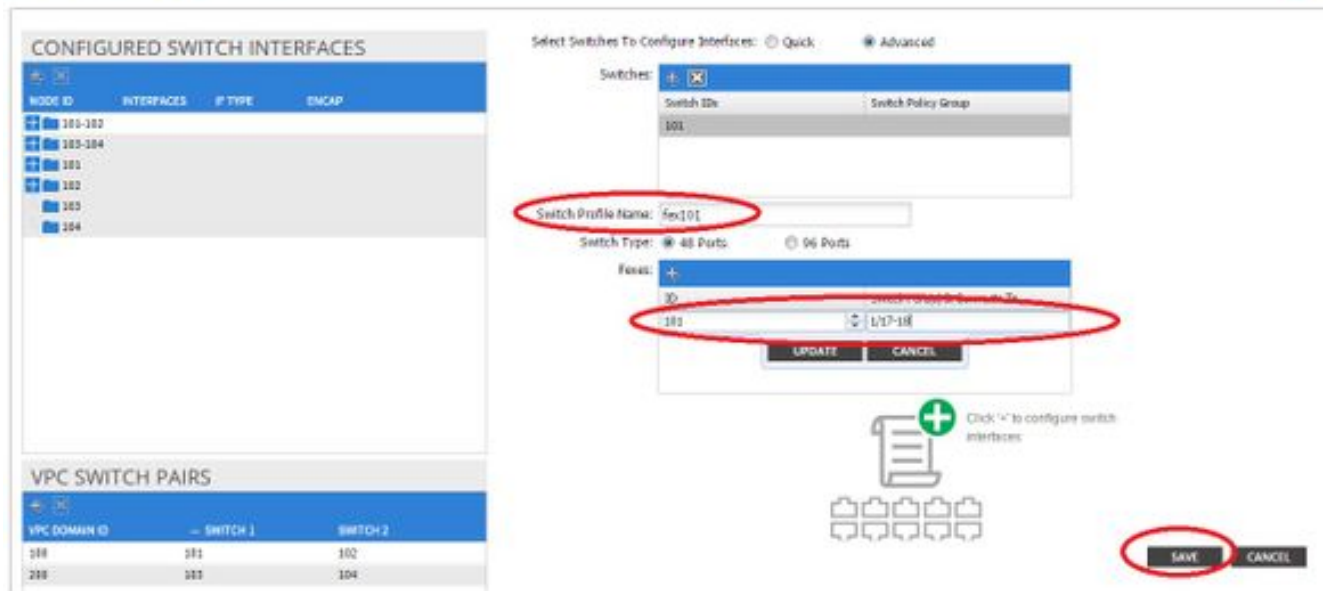 CONFIGURED SWITCH INTERFACES
NODE ID INTERFACES IF TYPE ENCAP
101-102
103-104
101
102
103
104
VPC SWITCH PAIRS
VPC DOMAIN ID SWITCH 1 SWITCH 2
100 101 102
200 103 104
Select Switches To Configure Interfaces: Quick Advanced
Switches:
Switch IDs Switch Policy Group
101
Switch Profile Name: fex101
Switch Type: 48 Ports 96 Ports
Fexes:
ID
101 1/17-18
UPDATE CANCEL
Click '+' to configure switch
interfaces
SAVE CANCEL